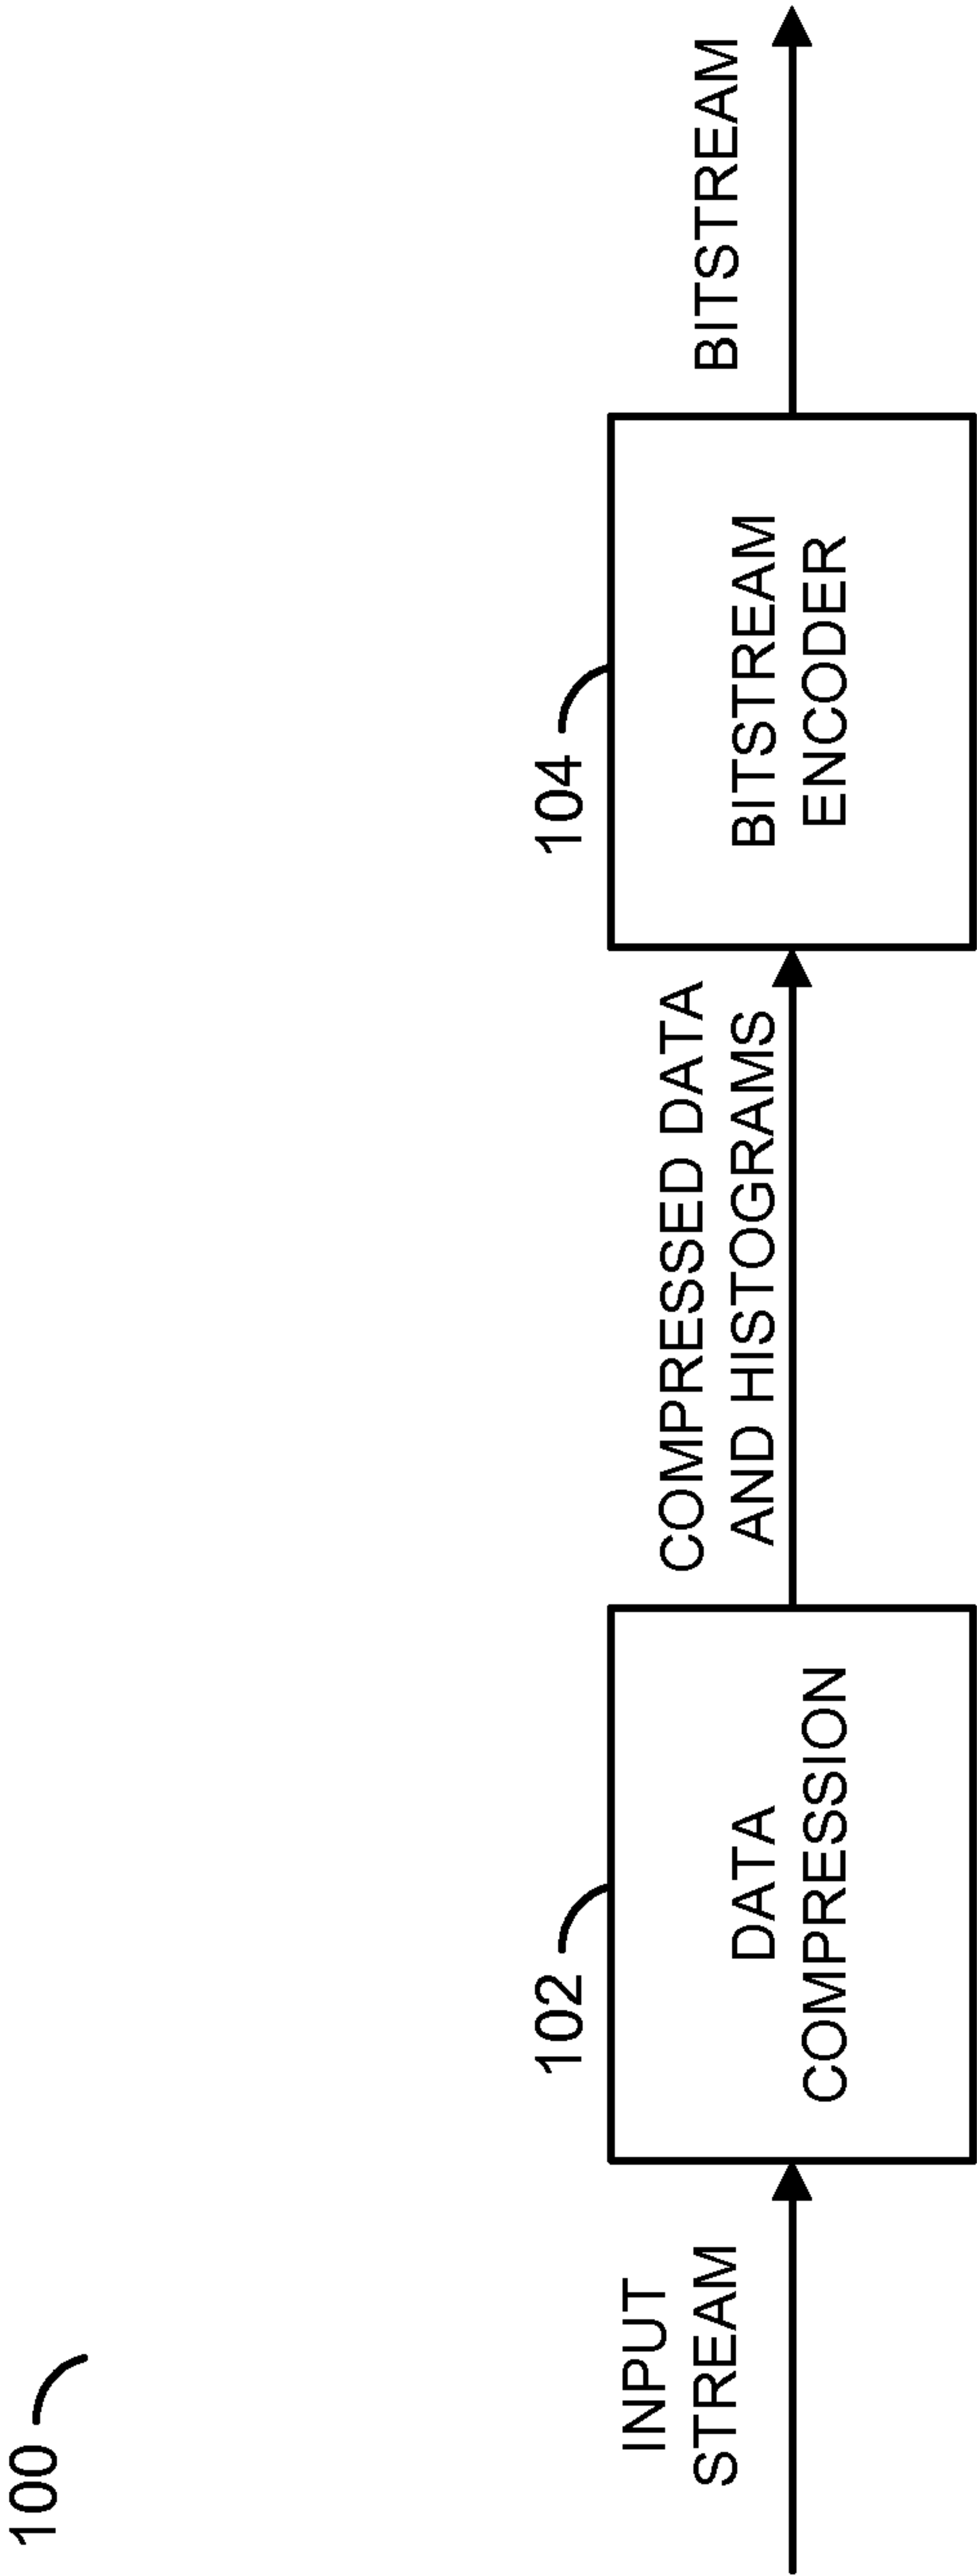 100
INPUT
STREAM
102
DATA
COMPRESSION
COMPRESSED DATA
AND HISTOGRAMS
104
BITSTREAM
ENCODER
BITSTREAM